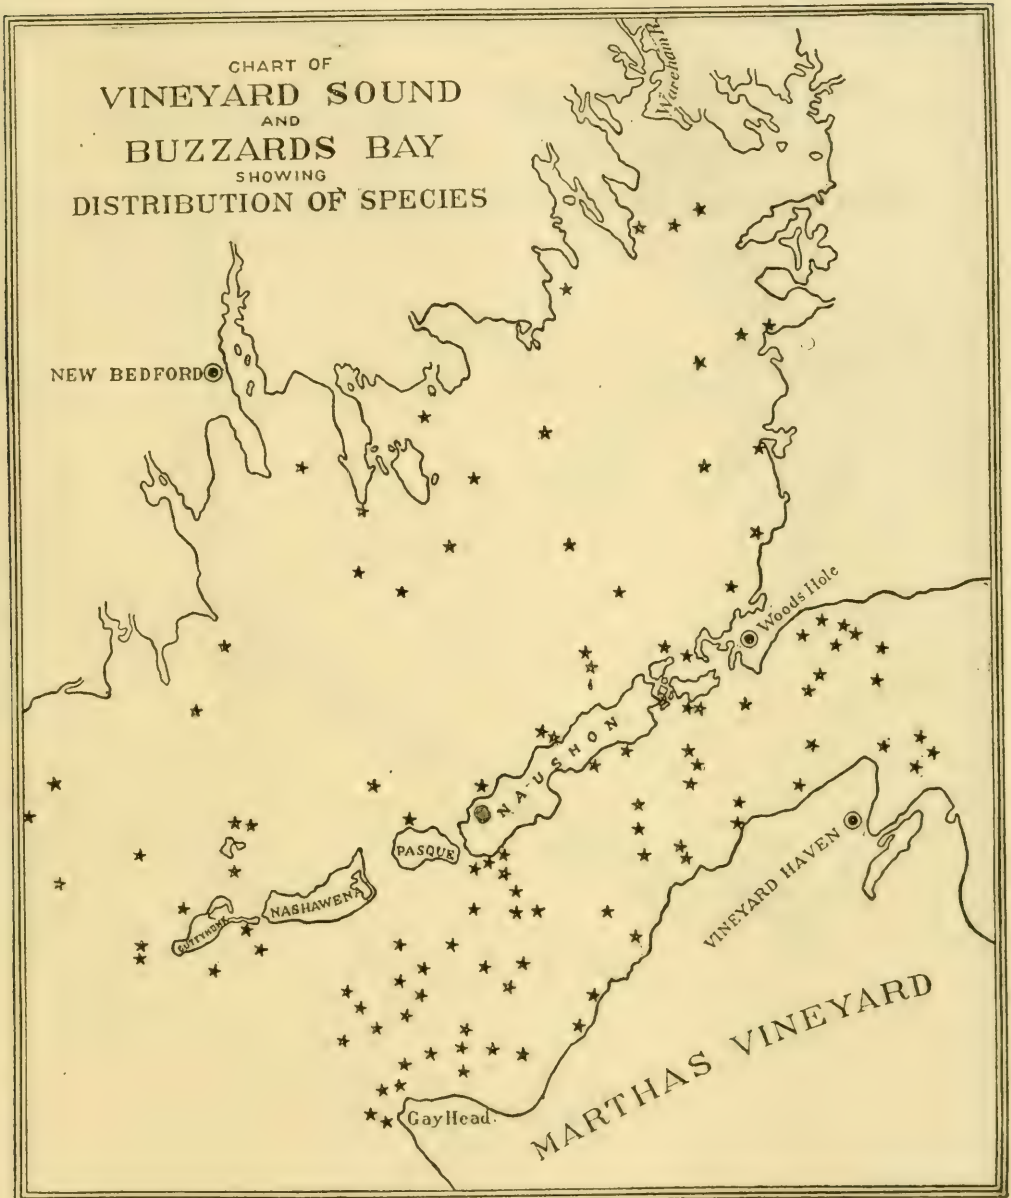 CHART OF
VINEYARD SOUND
AND
BUZZARDS BAY
SHOWING
DISTRIBUTION OF SPECIES
Wareham R.
NEW BEDFORD
Woods Hole
NAUSHON
PASQUE
NASHAWENA
CUTTYHUNK
VINEYARD HAVEN
MARTHAS VINEYARD
Gay Head.